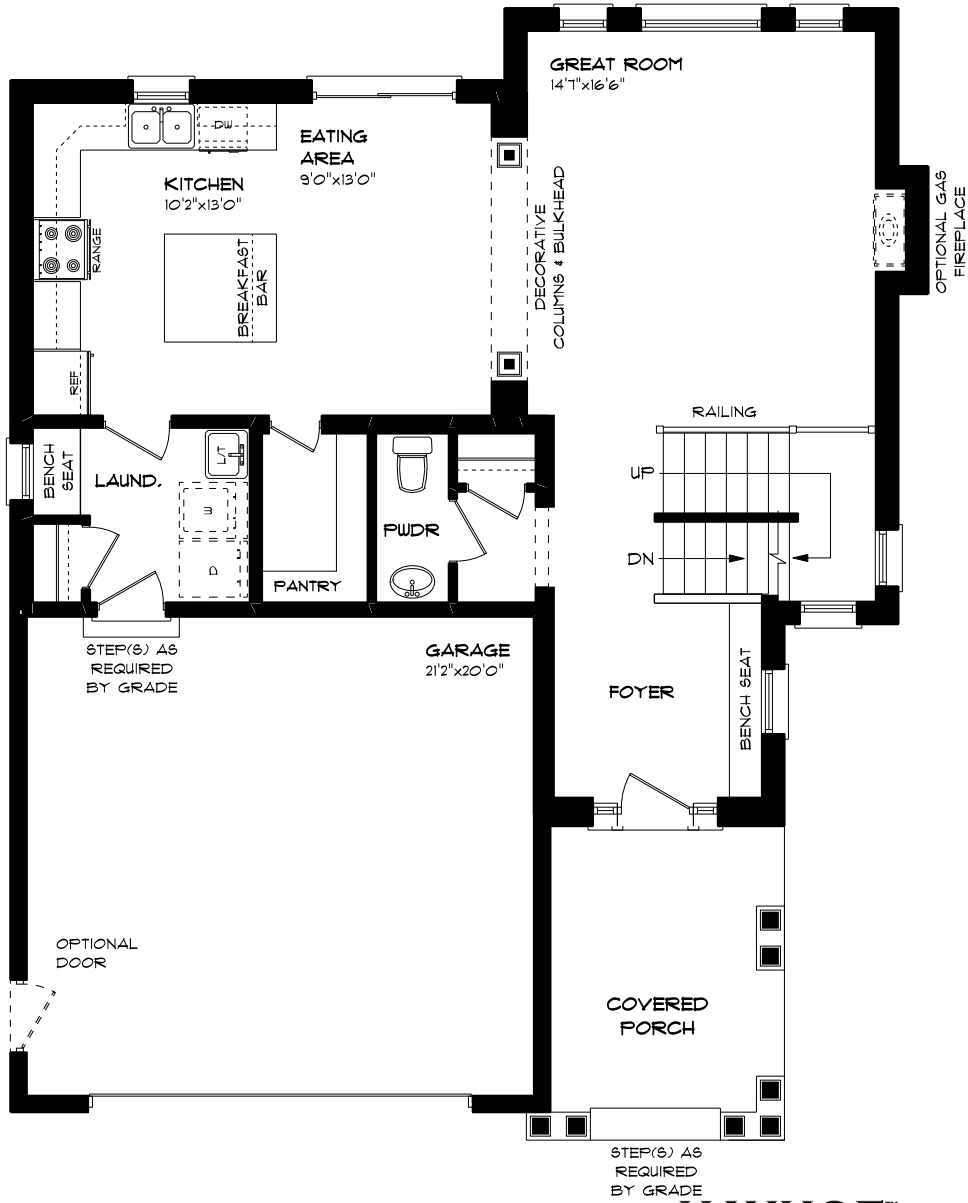 GREAT ROOM
14'7"x16'6"
EATING
AREA
9'0"x13'0"
KITCHEN
10'2"x13'0"
DW
RANGE
BREAKFAST
BAR
REF
DECORATIVE
COLUMNS & BULKHEAD
OPTIONAL GAS
FIREPLACE
RAILING
UP
DN
BENCH
SEAT
LAUND.
L/T
W
D
PANTRY
PWDR
STEP(S) AS
REQUIRED
BY GRADE
GARAGE
21'2"x20'0"
FOYER
BENCH SEAT
OPTIONAL
DOOR
COVERED
PORCH
STEP(S) AS
REQUIRED
BY GRADE